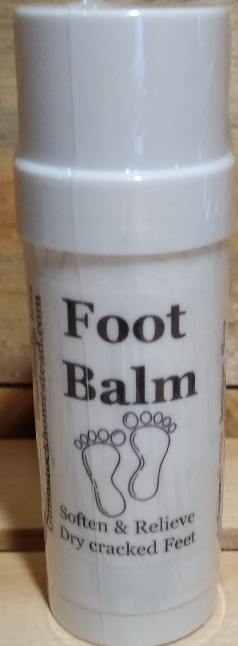 Foot
Balm
Soften & Relieve
Dry cracked Feet